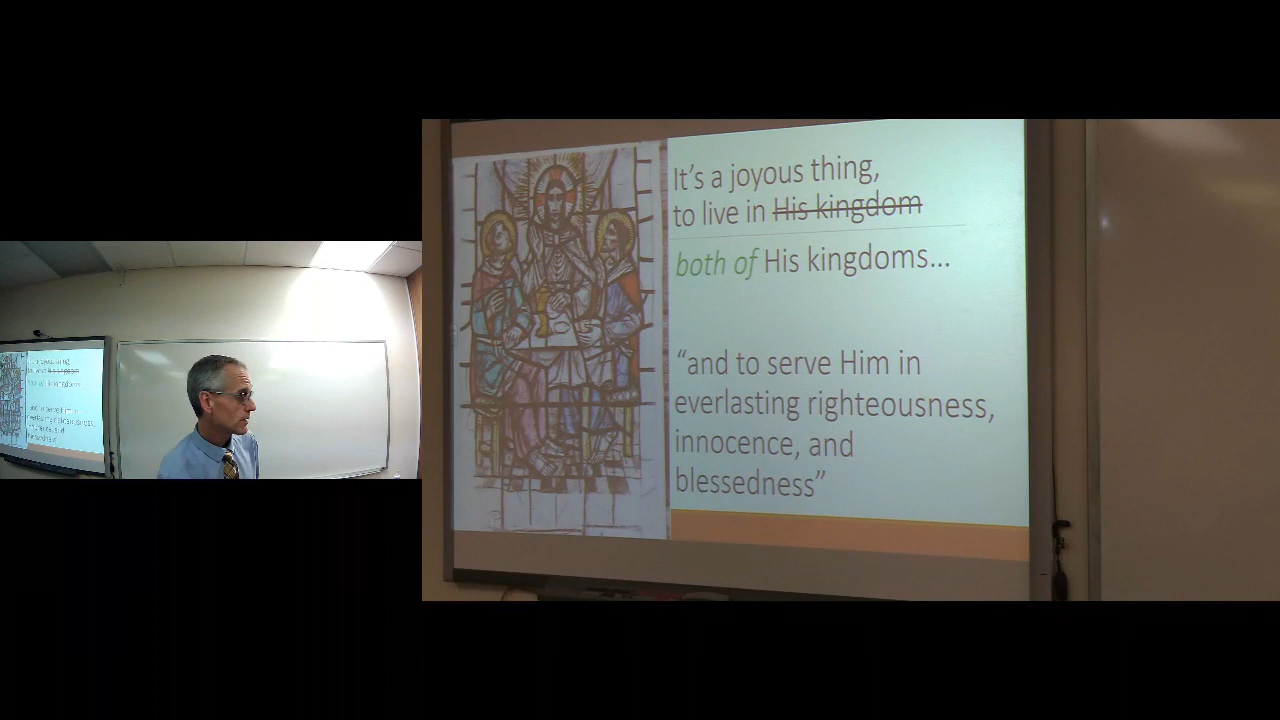 It's a joyous thing,
to live in His kingdom
both of His kingdoms...
“and to serve Him in
everlasting righteousness,
innocence, and
blessedness”